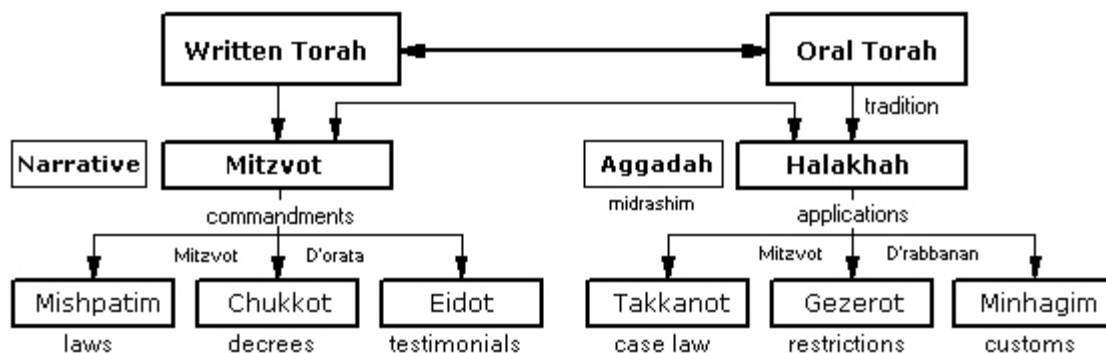 Written Torah
Oral Torah
tradition
Narrative
Mitzvot
Aggadah
Halakhah
commandments
midrashim
applications
Mitzvot D'orata
Mitzvot D'rabbanan
Mishpatim
Chukkot
Eidot
Takkanot
Gezerot
Minhagim
laws
decrees
testimonials
case law
restrictions
customs